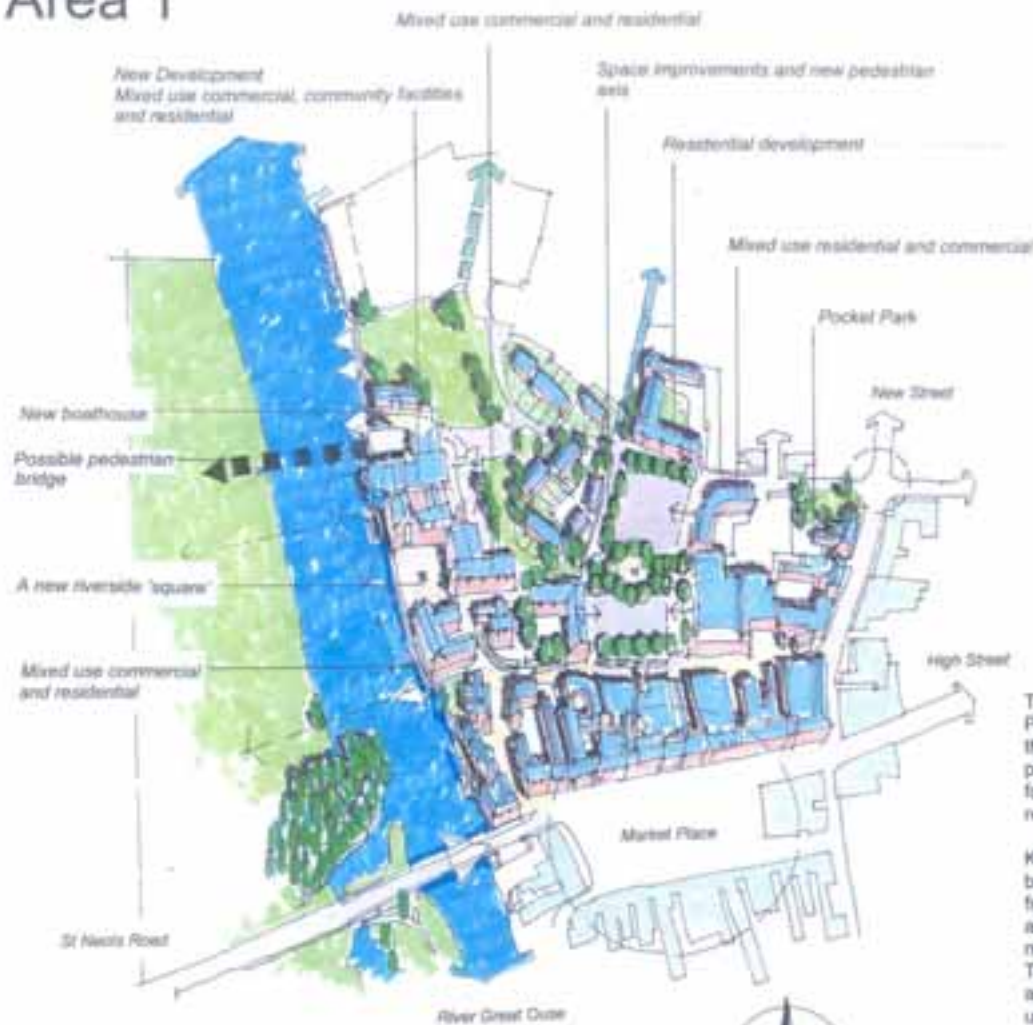 Area 1
Mixed use commercial and residential
New Development
Mixed use commercial, community facilities
and residential
Space improvements and new pedestrian
axis
Residential development
Mixed use residential and commercial
Pocket Park
New Street
New boathouse
Possible pedestrian
bridge
A new riverside 'square'
Mixed use commercial
and residential
High Street
Market Place
St Neots Road
River Great Ouse